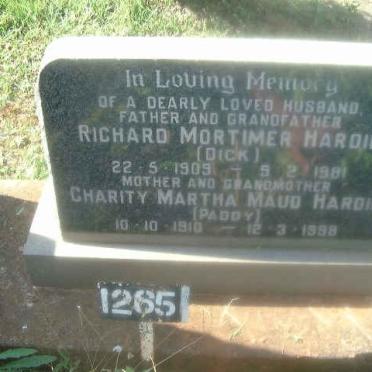 In Loving Memory
OF A DEARLY LOVED HUSBAND,
FATHER AND GRANDFATHER
RICHARD MORTIMER HARDI
(DICK)
22-5-1909 - 5-2-1981
MOTHER AND GRANDMOTHER
CHARITY MARTHA MAUD HARDI
(PADDY)
10-10-1910 - 12-3-1998
1265